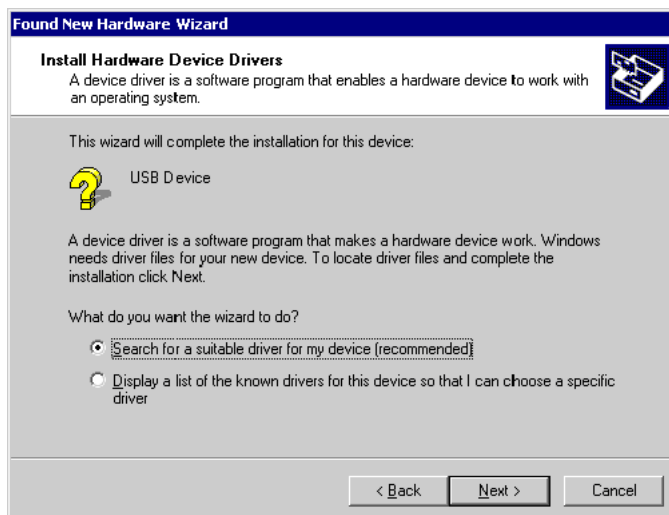 Found New Hardware Wizard
Install Hardware Device Drivers
A device driver is a software program that enables a hardware device to work with
an operating system.
This wizard will complete the installation for this device:
USB Device
A device driver is a software program that makes a hardware device work. Windows
needs driver files for your new device. To locate driver files and complete the
installation click Next.
What do you want the wizard to do?
Search for a suitable driver for my device (recommended)
Display a list of the known drivers for this device so that I can choose a specific
driver
< Back Next > Cancel